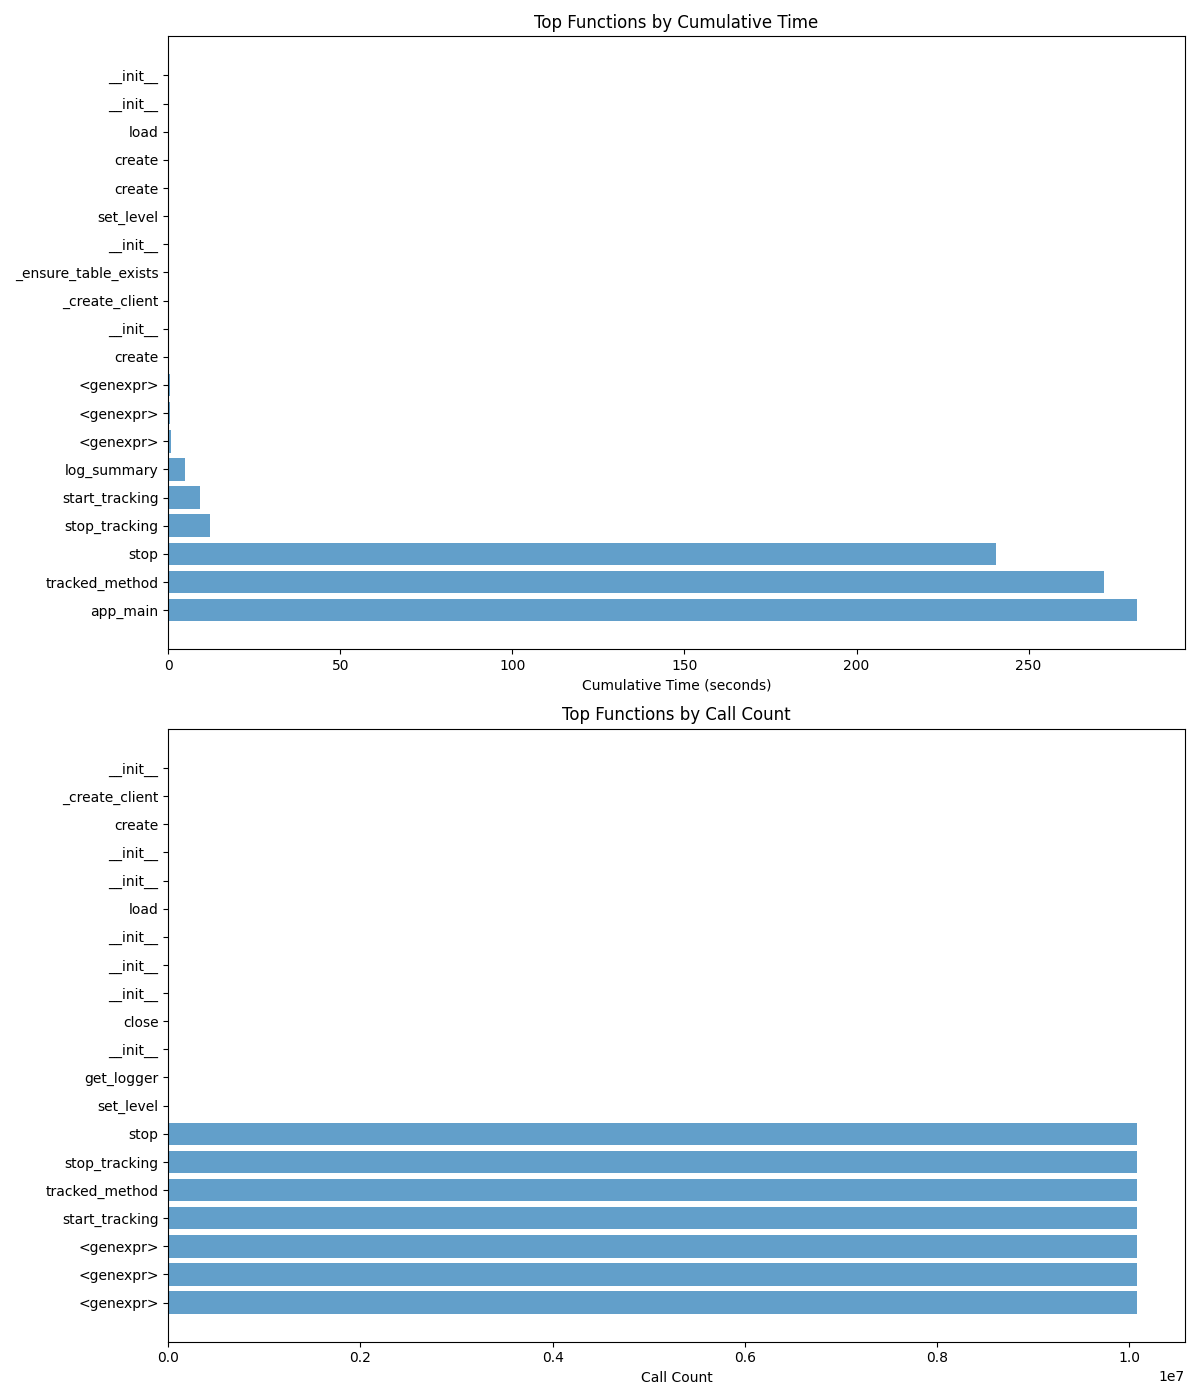 Top Functions by Cumulative Time
__init__
__init__
load
create
create
set_level
__init__
_ensure_table_exists
_create_client
__init__
create
<genexpr>
<genexpr>
<genexpr>
log_summary
start_tracking
stop_tracking
stop
tracked_method
app_main
0 50 100 150 200 250
Cumulative Time (seconds)
Top Functions by Call Count
__init__
_create_client
create
__init__
__init__
load
__init__
__init__
__init__
close
__init__
get_logger
set_level
stop
stop_tracking
tracked_method
start_tracking
<genexpr>
<genexpr>
<genexpr>
0.0 0.2 0.4 0.6 0.8 1.0
1e7
Call Count